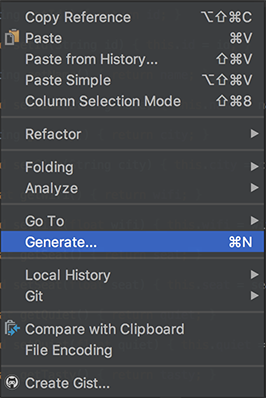 Copy Reference ⌥⇧⌘C
Paste ⌘V
Paste from History... ⇧⌘V
Paste Simple ⌥⇧⌘V
Column Selection Mode ⇧⌘8
Refactor
Folding
Analyze
Go To
Generate... ⌘N
Local History
Git
Compare with Clipboard
File Encoding
Create Gist...